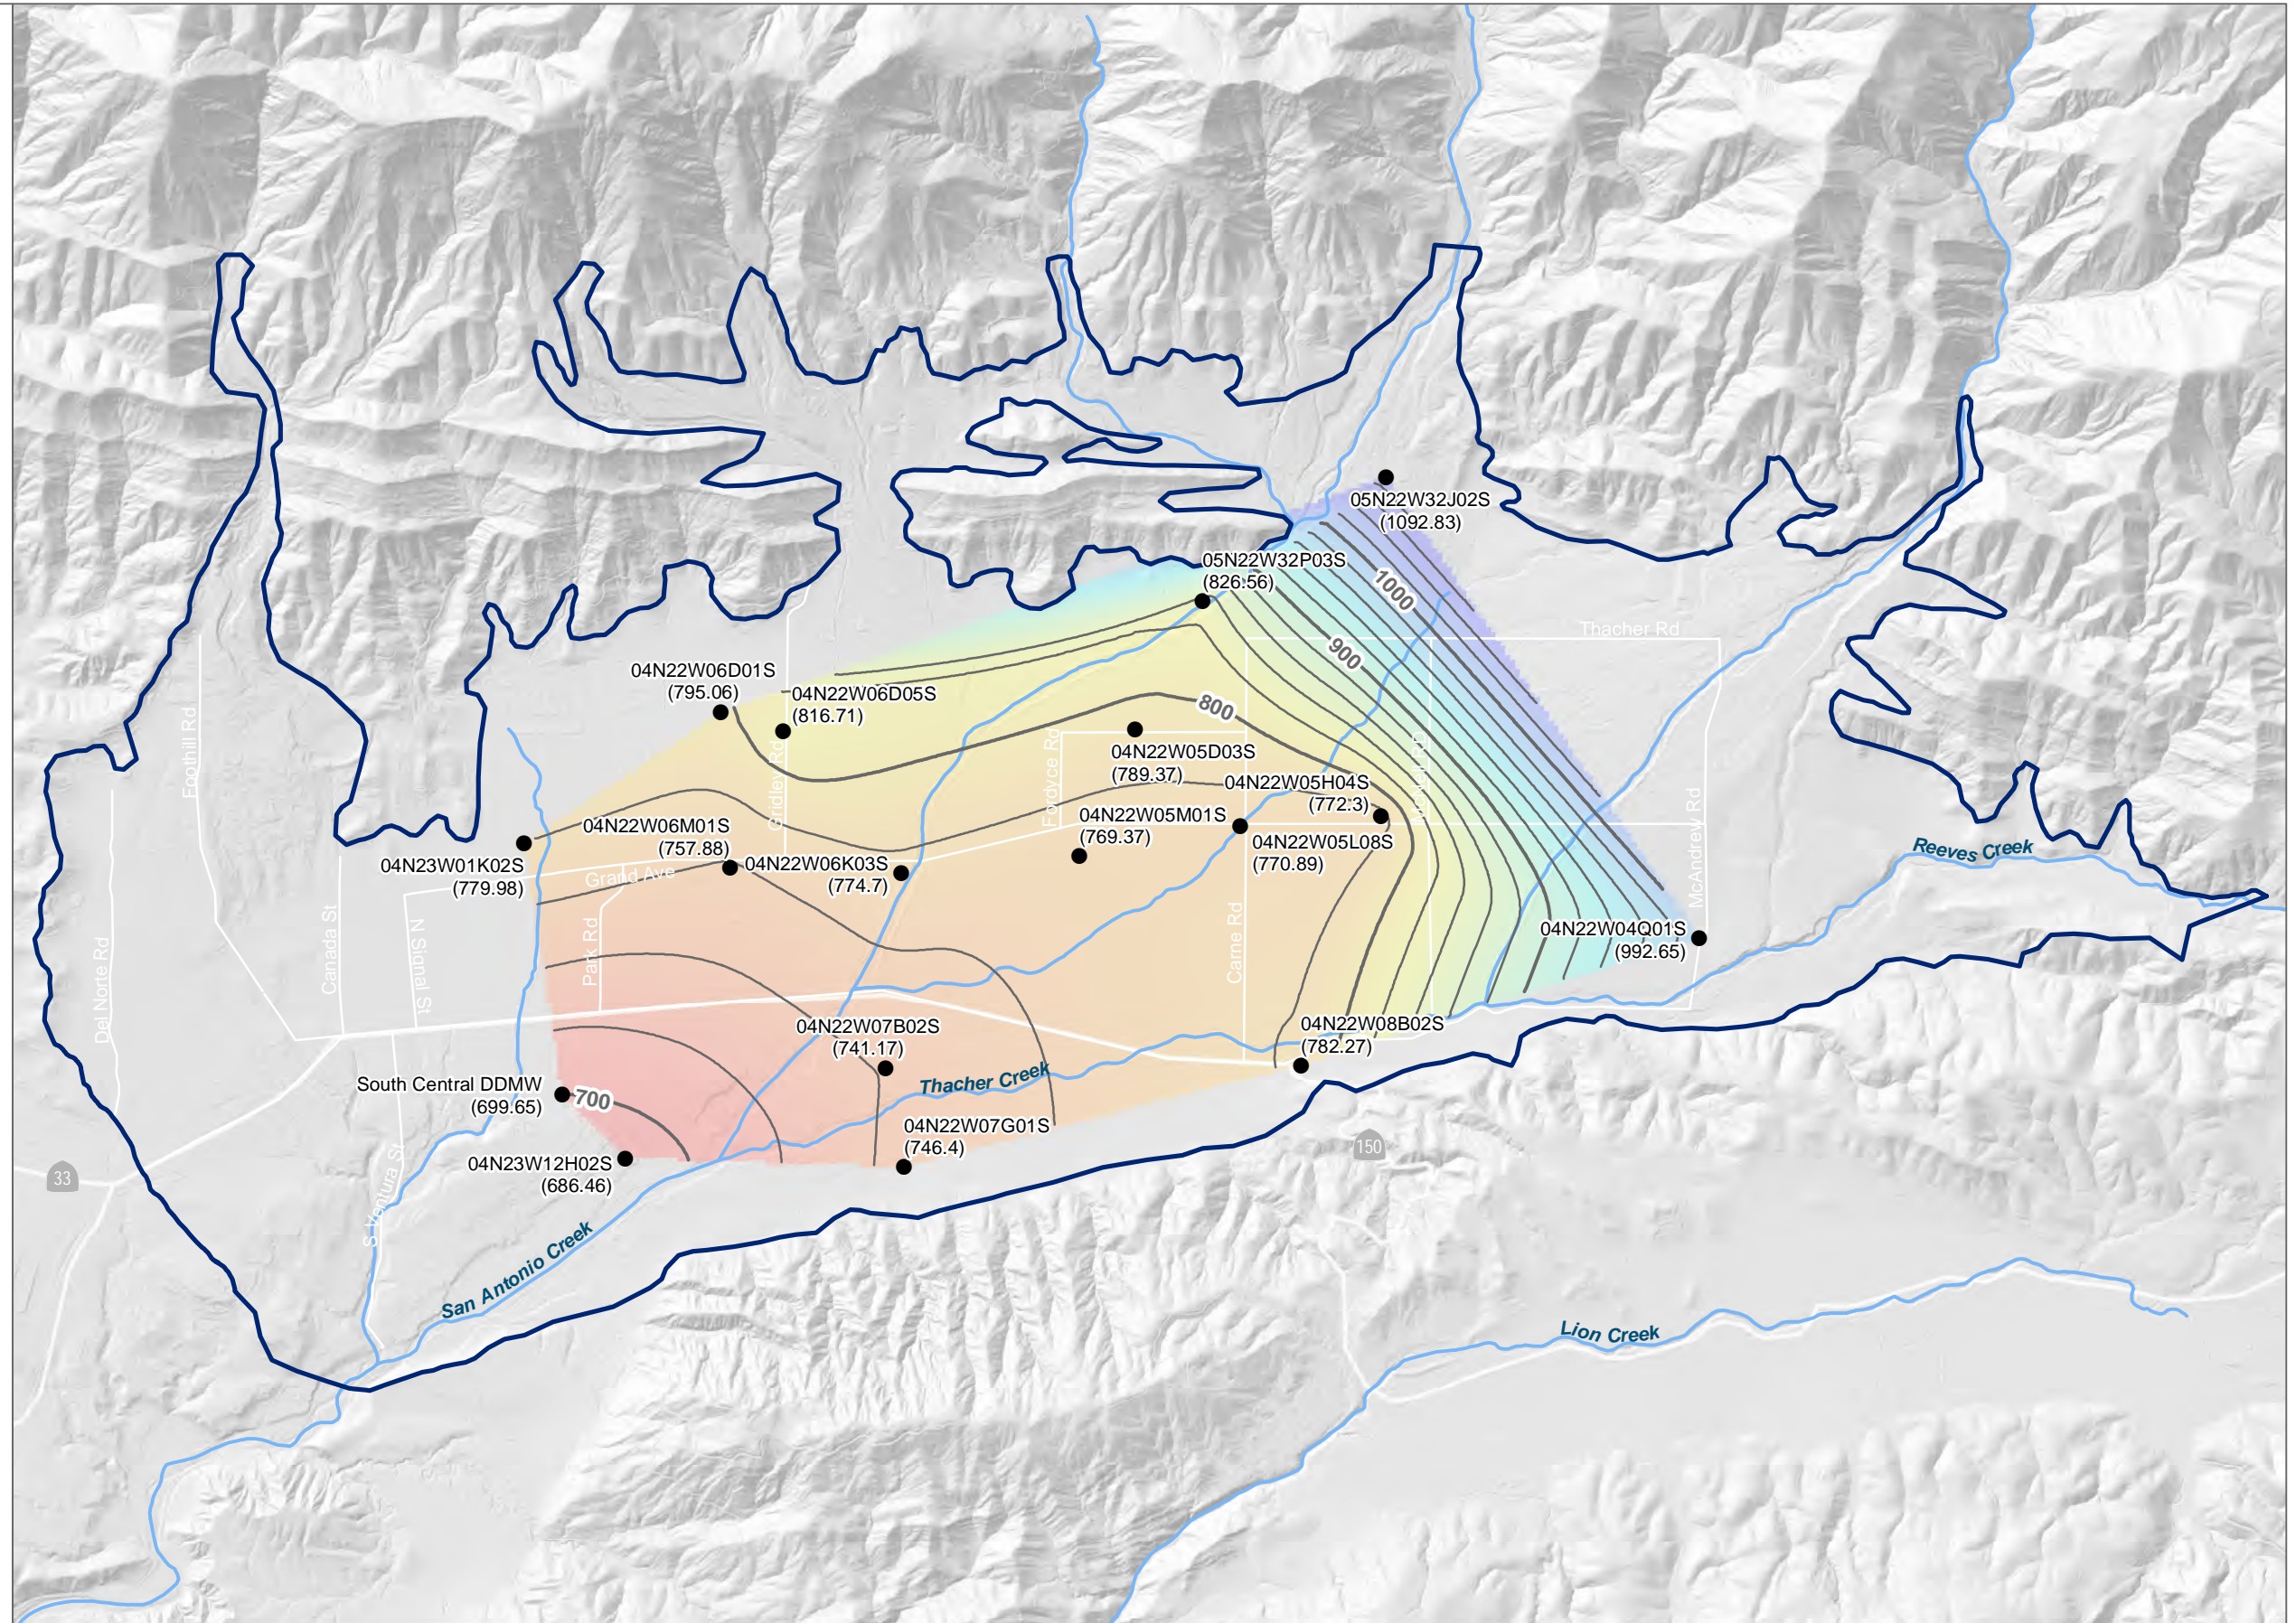 05N22W32J02S
(1092.83)
05N22W32P03S
(826.56)
1000
Thacher Rd
900
04N22W06D01S
(795.06)
04N22W06D05S
(816.71)
800
Foothill Rd
Gridley Rd
Fordyce Rd
04N22W05D03S
(789.37)
McNell RD
04N22W05H04S
(772.3)
04N22W06M01S
(757.88)
04N22W05M01S
(769.37)
04N22W05L08S
(770.89)
McAndrew Rd
Reeves Creek
04N23W01K02S
(779.98)
04N22W06K03S
(774.7)
Grand Ave
Del Norte Rd
Canada St
N Signal St
Park Rd
Carne Rd
04N22W04Q01S
(992.65)
04N22W07B02S
(741.17)
04N22W08B02S
(782.27)
South Central DDMW
(699.65)
700
Thacher Creek
04N22W07G01S
(746.4)
150
33
04N23W12H02S
(686.46)
S Ventura St
San Antonio Creek
Lion Creek